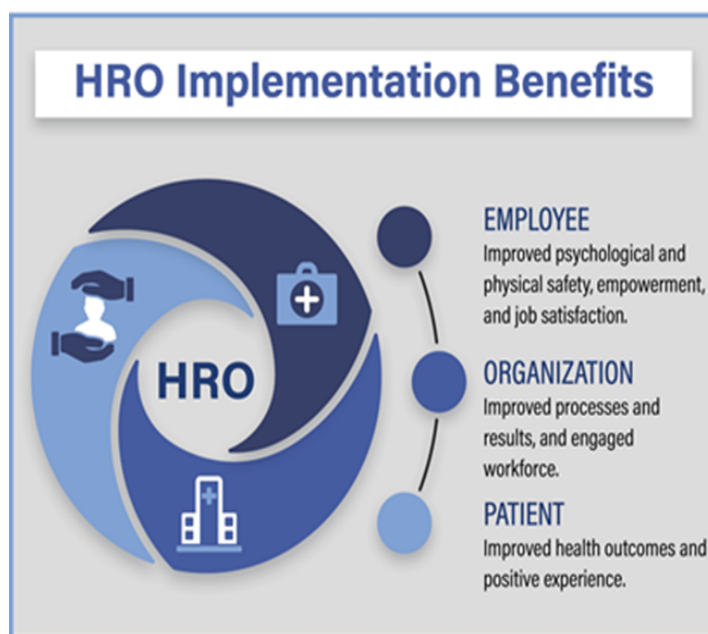 HRO Implementation Benefits
HRO
EMPLOYEE
Improved psychological and
physical safety, empowerment,
and job satisfaction.
ORGANIZATION
Improved processes and
results, and engaged
workforce.
PATIENT
Improved health outcomes and
positive experience.